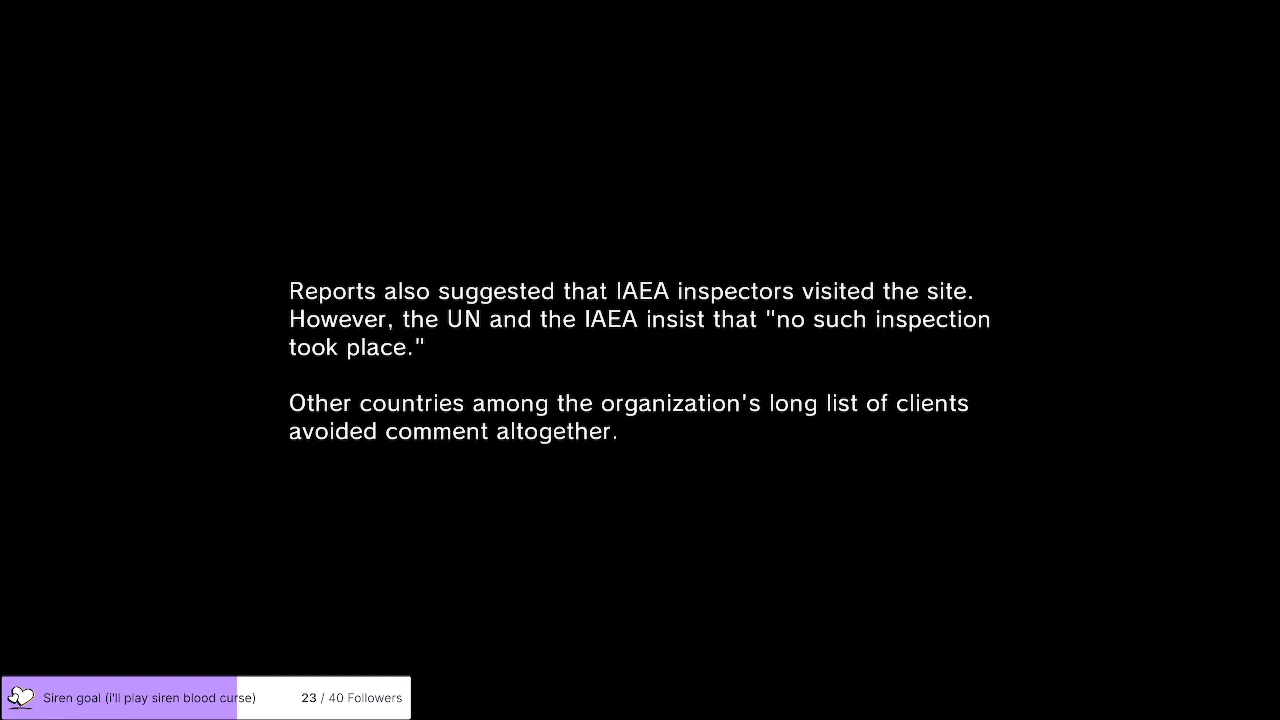 Reports also suggested that IAEA inspectors visited the site.
However, the UN and the IAEA insist that "no such inspection
took place."
Other countries among the organization's long list of clients
avoided comment altogether.
Siren goal (i'll play siren blood curse) 23 / 40 Followers